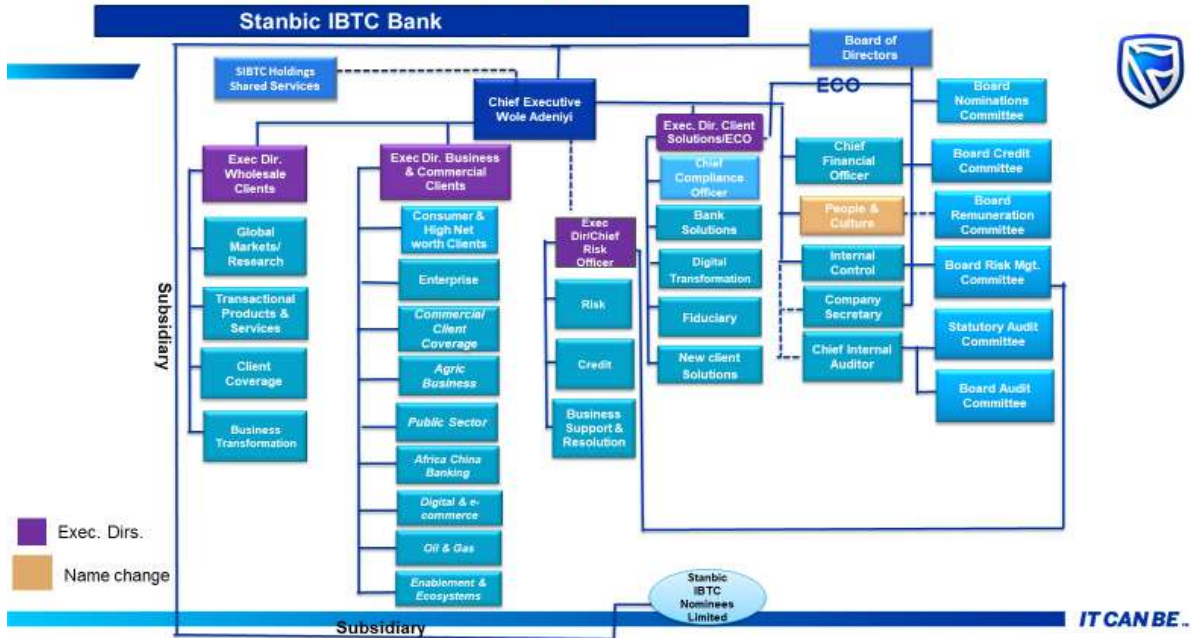 Stanbic IBTC Bank
SIBTC Holdings
Shared Services
Chief Executive
Wole Adeniyi
Board of
Directors
ECO
Exec Dir.
Wholesale
Clients
Global
Markets/
Research
Transactional
Products &
Services
Client
Coverage
Business
Transformation
Exec Dir. Business
& Commercial
Clients
Consumer &
High Net
worth Clients
Enterprise
Commercial
Client
Coverage
Agric
Business
Public Sector
Africa China
Banking
Digital & e-
commerce
Oil & Gas
Enablement &
Ecosystems
Exec
Dir/Chief
Risk
Officer
Risk
Credit
Business
Support &
Resolution
Exec. Dir. Client
Solutions/ECO
Chief
Compliance
Officer
Bank
Solutions
Digital
Transformation
Fiduciary
New client
Solutions
Chief
Financial
Officer
People &
Culture
Internal
Control
Company
Secretary
Chief Internal
Auditor
Board
Nominations
Committee
Board Credit
Committee
Board
Remuneration
Committee
Board Risk Mgt.
Committee
Statutory Audit
Committee
Board Audit
Committee
Subsidiary
Exec. Dirs.
Name change
Stanbic
IBTC
Nominees
Limited
Subsidiary
IT CAN BE™